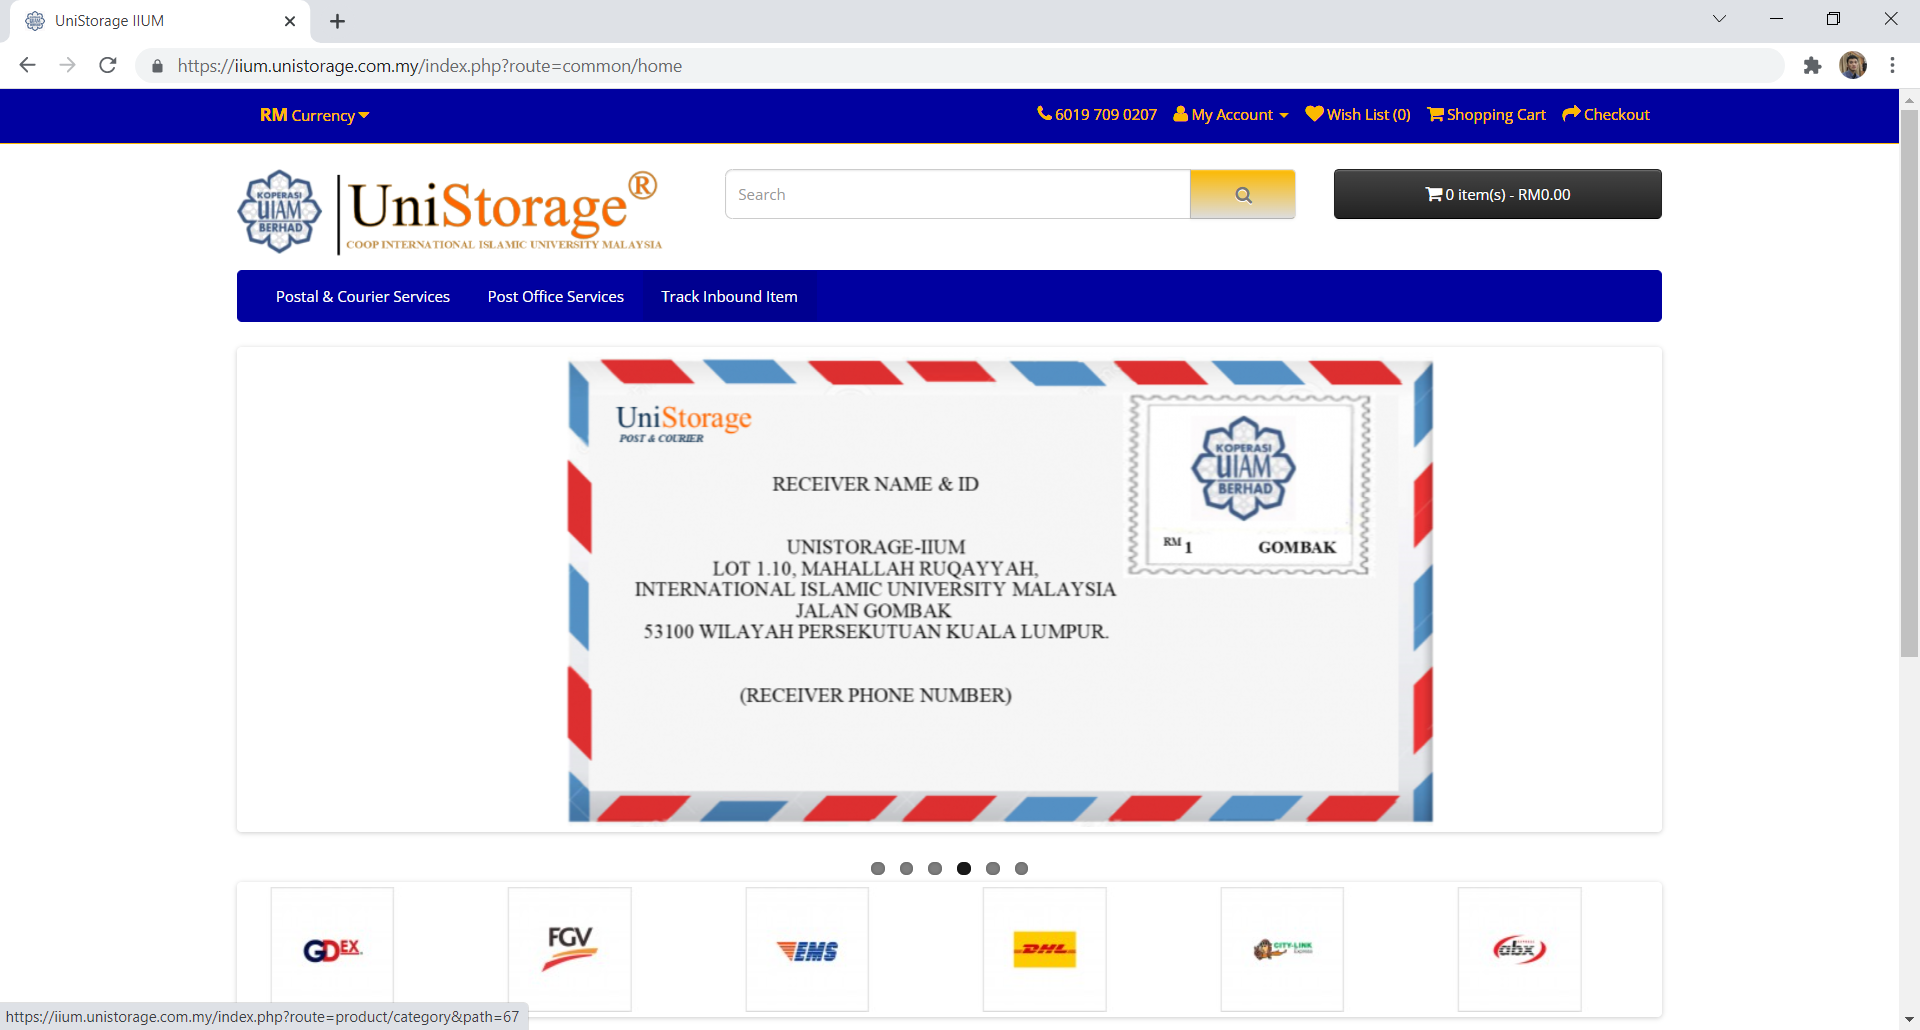 UniStorage IIUM
https://iium.unistorage.com.my/index.php?route=common/home
RM Currency
6019 709 0207 My Account Wish List (0) Shopping Cart Checkout
KOPERASI
UIAM
BERHAD
UniStorage®
COOP INTERNATIONAL ISLAMIC UNIVERSITY MALAYSIA
Search
0 item(s) - RM0.00
Postal & Courier Services Post Office Services Track Inbound Item
UniStorage
POST & COURIER
KOPERASI
UIAM
BERHAD
RM 1 GOMBAK
RECEIVER NAME & ID
UNISTORAGE-IIUM
LOT 1.10, MAHALLAH RUQAYYAH,
INTERNATIONAL ISLAMIC UNIVERSITY MALAYSIA
JALAN GOMBAK
53100 WILAYAH PERSEKUTUAN KUALA LUMPUR.
(RECEIVER PHONE NUMBER)
GDEX
FGV
EMS
DHL
CITY-LINK
EXPRESS
abx
https://iium.unistorage.com.my/index.php?route=product/category&path=67